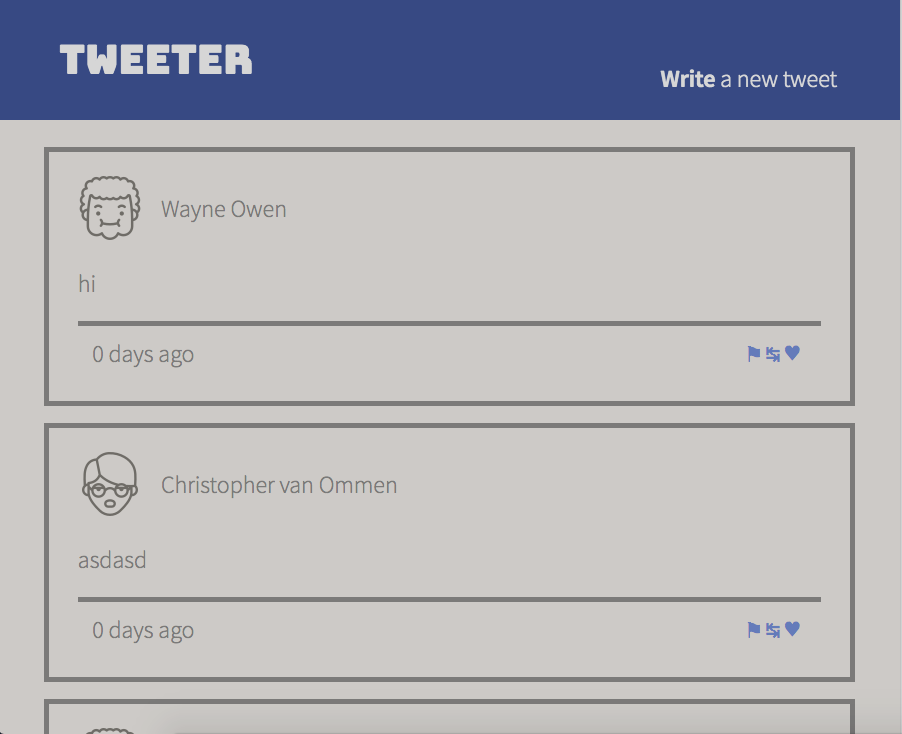 TWEETER
Write a new tweet
Wayne Owen
hi
0 days ago
Christopher van Ommen
asdasd
0 days ago